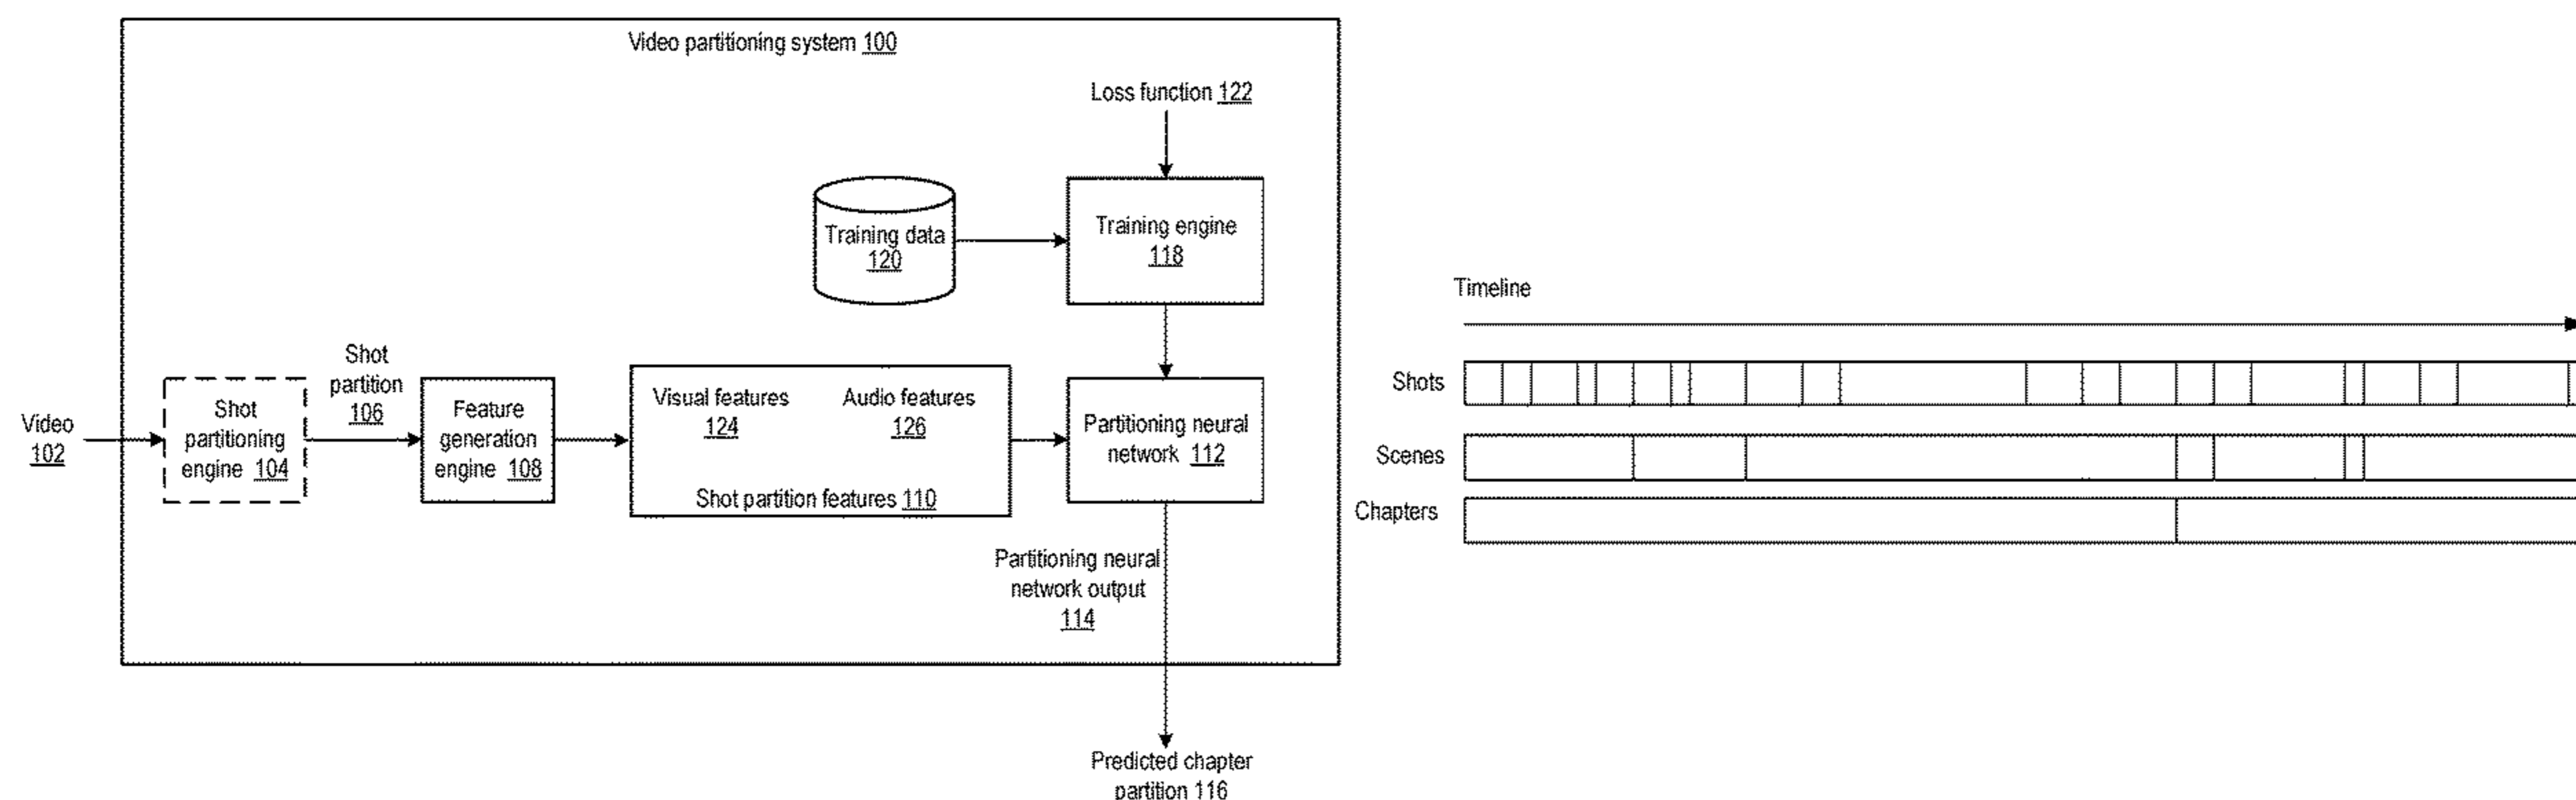 Video partitioning system 100
Loss function 122
Training data
120
Training engine
118
Video
102
Shot
partitioning
engine 104
Shot
partition
106
Feature
generation
engine 108
Visual features
124
Audio features
126
Shot partition features 110
Partitioning neural
network 112
Partitioning neural
network output
114
Predicted chapter
partition 116
Timeline
Shots
Scenes
Chapters